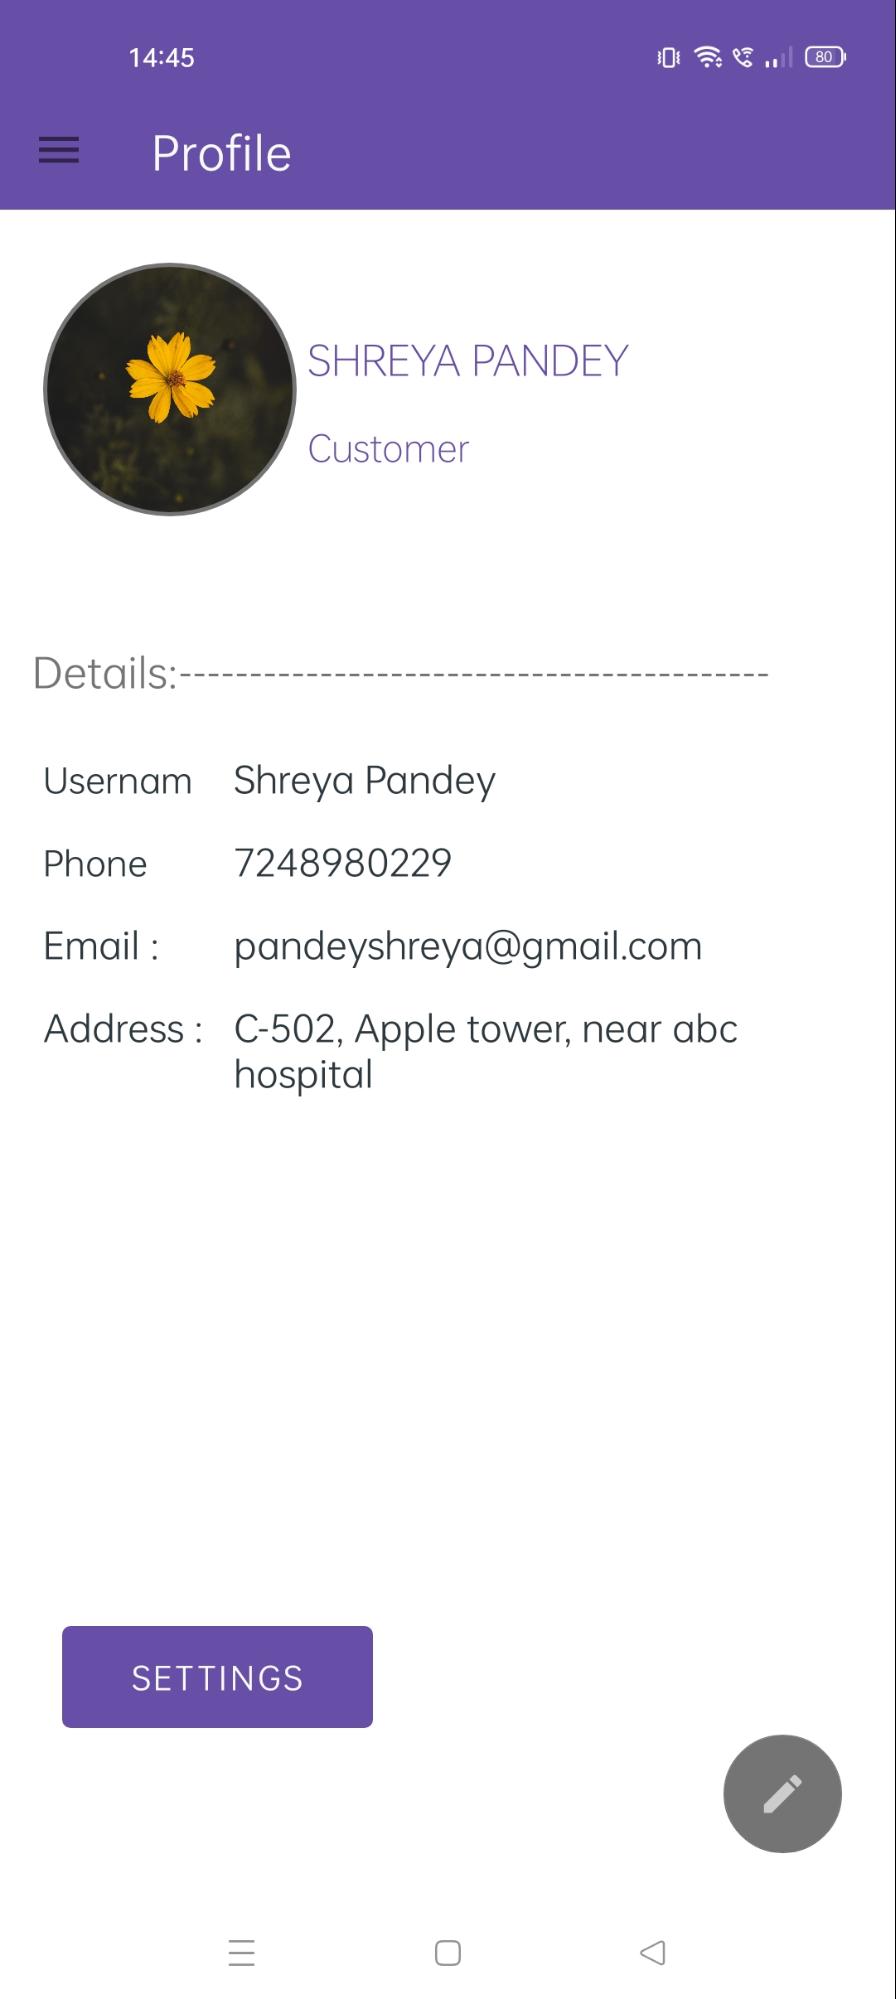 14:45
80
Profile
SHREYA PANDEY
Customer
Details:------------------------------------------
Usernam Shreya Pandey
Phone 7248980229
Email : pandeyshreya@gmail.com
Address : C-502, Apple tower, near abc
hospital
SETTINGS